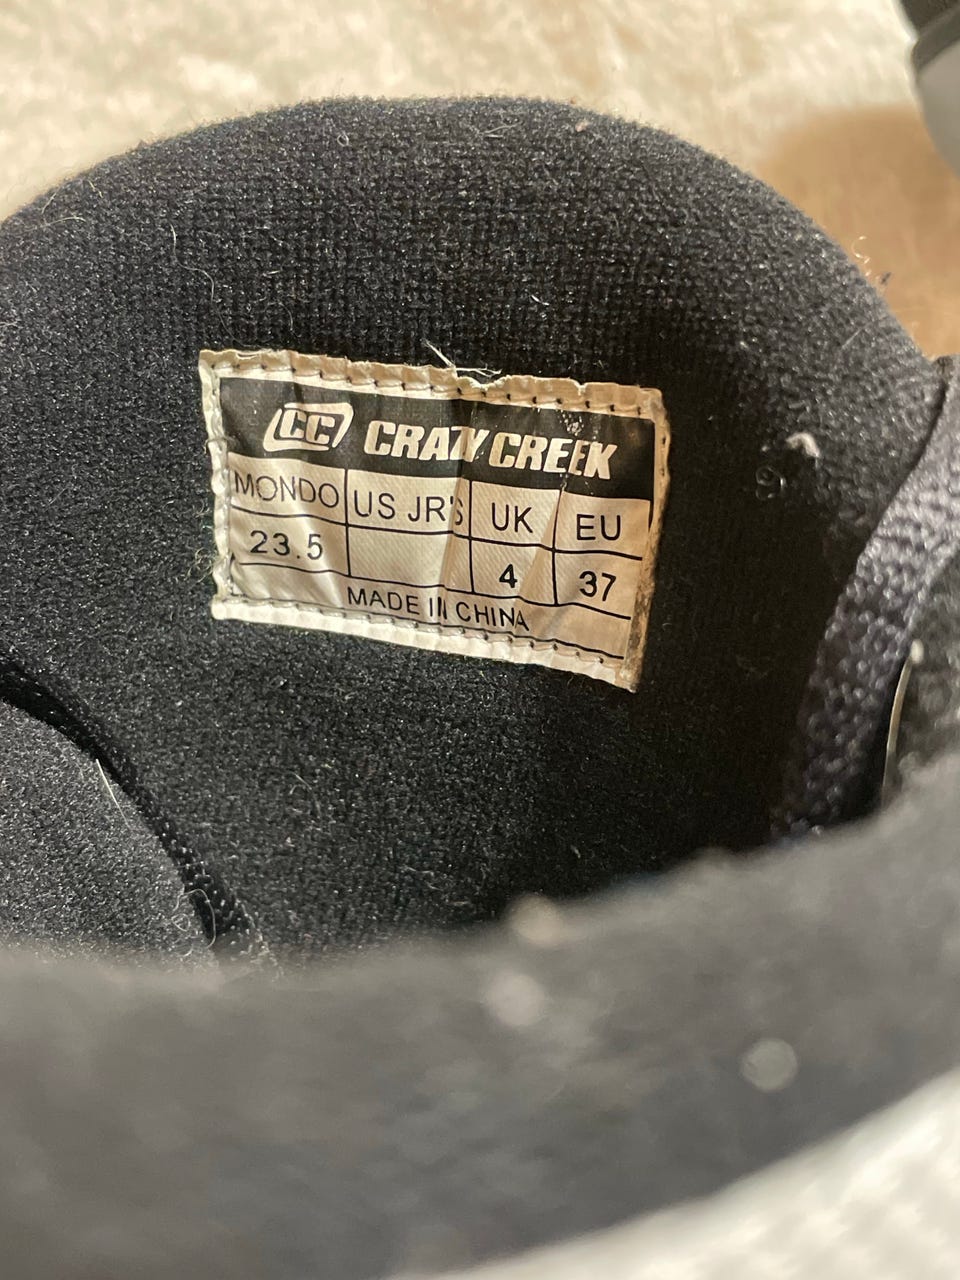 CC CRAZY CREEK
MONDO US JR'S UK EU
23.5 4 37
MADE IN CHINA